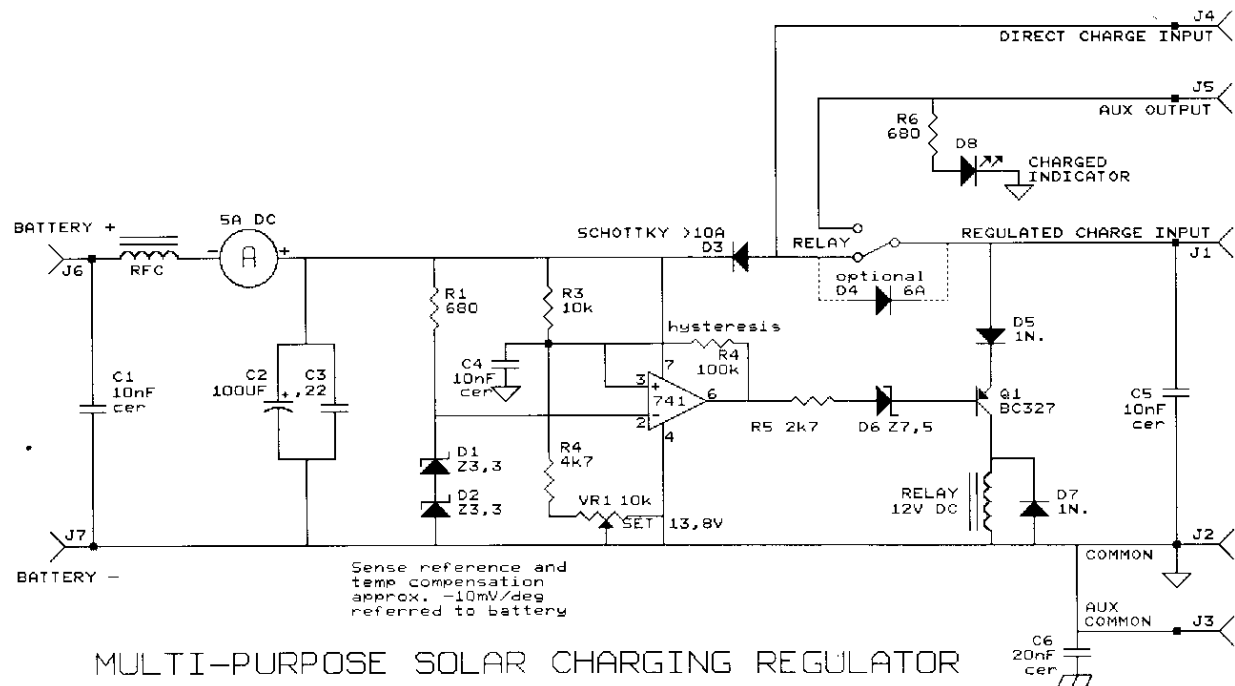 J4
DIRECT CHARGE INPUT
J5
AUX OUTPUT
R6
680
D8
CHARGED
INDICATOR
5A DC
BATTERY +
SCHOTTKY >10A
D3
RELAY
REGULATED CHARGE INPUT
- A +
J6
RFC
J1
optional
D4 6A
R1
680
R3
10k
hysteresis
R4
100k
D5
1N.
C4
10nF
cer
C1
10nF
cer
C2
100UF
+
C3
,22
7
3
+
741
6
-
2
4
Q1
BC327
C5
10nF
cer
R5 2k7
D6 Z7,5
D1
Z3,3
R4
4k7
D2
Z3,3
VR1 10k
SET 13,8V
RELAY
12V DC
D7
1N.
J7
J2
BATTERY -
COMMON
Sense reference and
temp compensation
approx. -10mV/deg
referred to battery
AUX
COMMON
J3
MULTI-PURPOSE SOLAR CHARGING REGULATOR
C6
20nF
cer